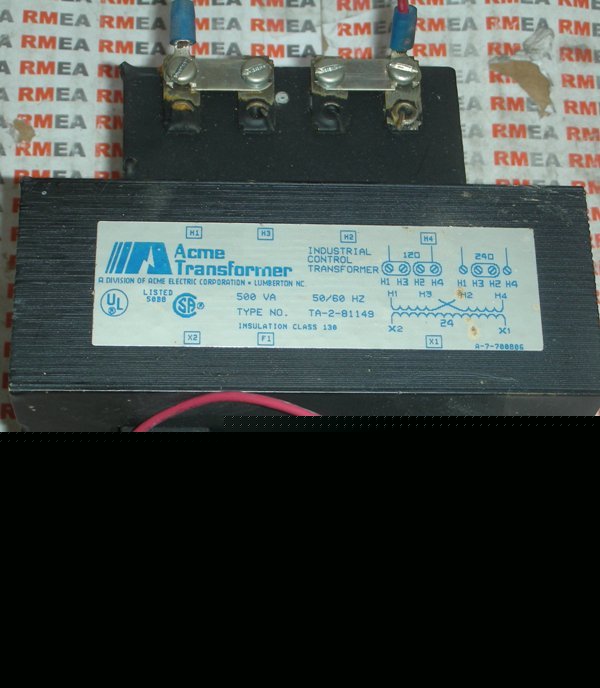 RMEA RMEA RMEA RMEA RMEA
H1 H3 H2 H4
Acme
Transformer
A DIVISION OF ACME ELECTRIC CORPORATION • LUMBERTON NC.
INDUSTRIAL
CONTROL
TRANSFORMER
120 240
H1 H3 H2 H4 H1 H3 H2 H4
H1 H3 H2 H4
UL
LISTED
508B
SA
500 VA 50/60 HZ
TYPE NO. TA-2-81149
INSULATION CLASS 130
X2 24 X1
X2 F1 X1
A-7-700806